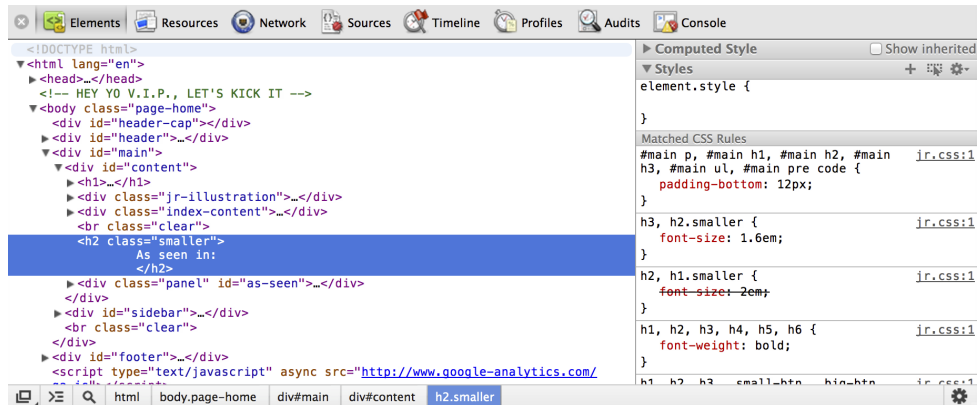 Elements Resources Network Sources Timeline Profiles Audits Console
<!DOCTYPE html>
<html lang="en">
<head>…</head>
<!-- HEY YO V.I.P., LET'S KICK IT -->
<body class="page-home">
<div id="header-cap"></div>
<div id="header">…</div>
<div id="main">
<div id="content">
<h1>…</h1>
<div class="jr-illustration">…</div>
<div class="index-content">…</div>
<br class="clear">
<h2 class="smaller">
As seen in:
</h2>
<div class="panel" id="as-seen">…</div>
</div>
<div id="sidebar">…</div>
<br class="clear">
</div>
<div id="footer">…</div>
<script type="text/javascript" async src="http://www.google-analytics.com/
Computed Style Show inherited
Styles
element.style {
}
Matched CSS Rules
#main p, #main h1, #main h2, #main jr.css:1
h3, #main ul, #main pre code {
padding-bottom: 12px;
}
h3, h2.smaller { jr.css:1
font-size: 1.6em;
}
h2, h1.smaller { jr.css:1
font-size: 2em;
}
h1, h2, h3, h4, h5, h6 { jr.css:1
font-weight: bold;
}
html body.page-home div#main div#content h2.smaller